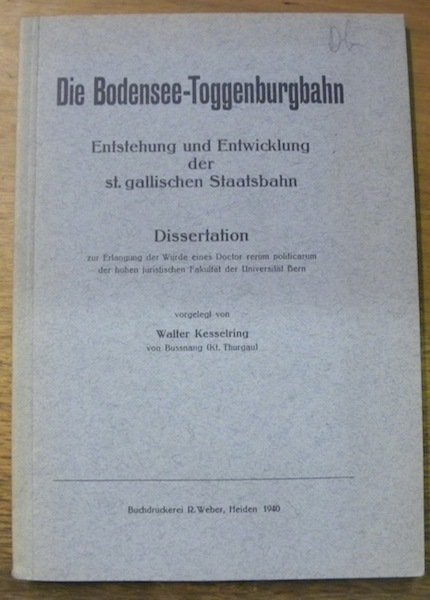 Die Bodensee-Toggenburgbahn
Entstehung und Entwicklung
der
st. gallischen Staatsbahn
Dissertation
zur Erlangung der Würde eines Doctor rerum politicarum
der hohen juristischen Fakultät der Universität Bern
vorgelegt von
Walter Kesselring
von Bussnang (Kt. Thurgau)
Buchdruckerei R. Weber, Heiden 1940